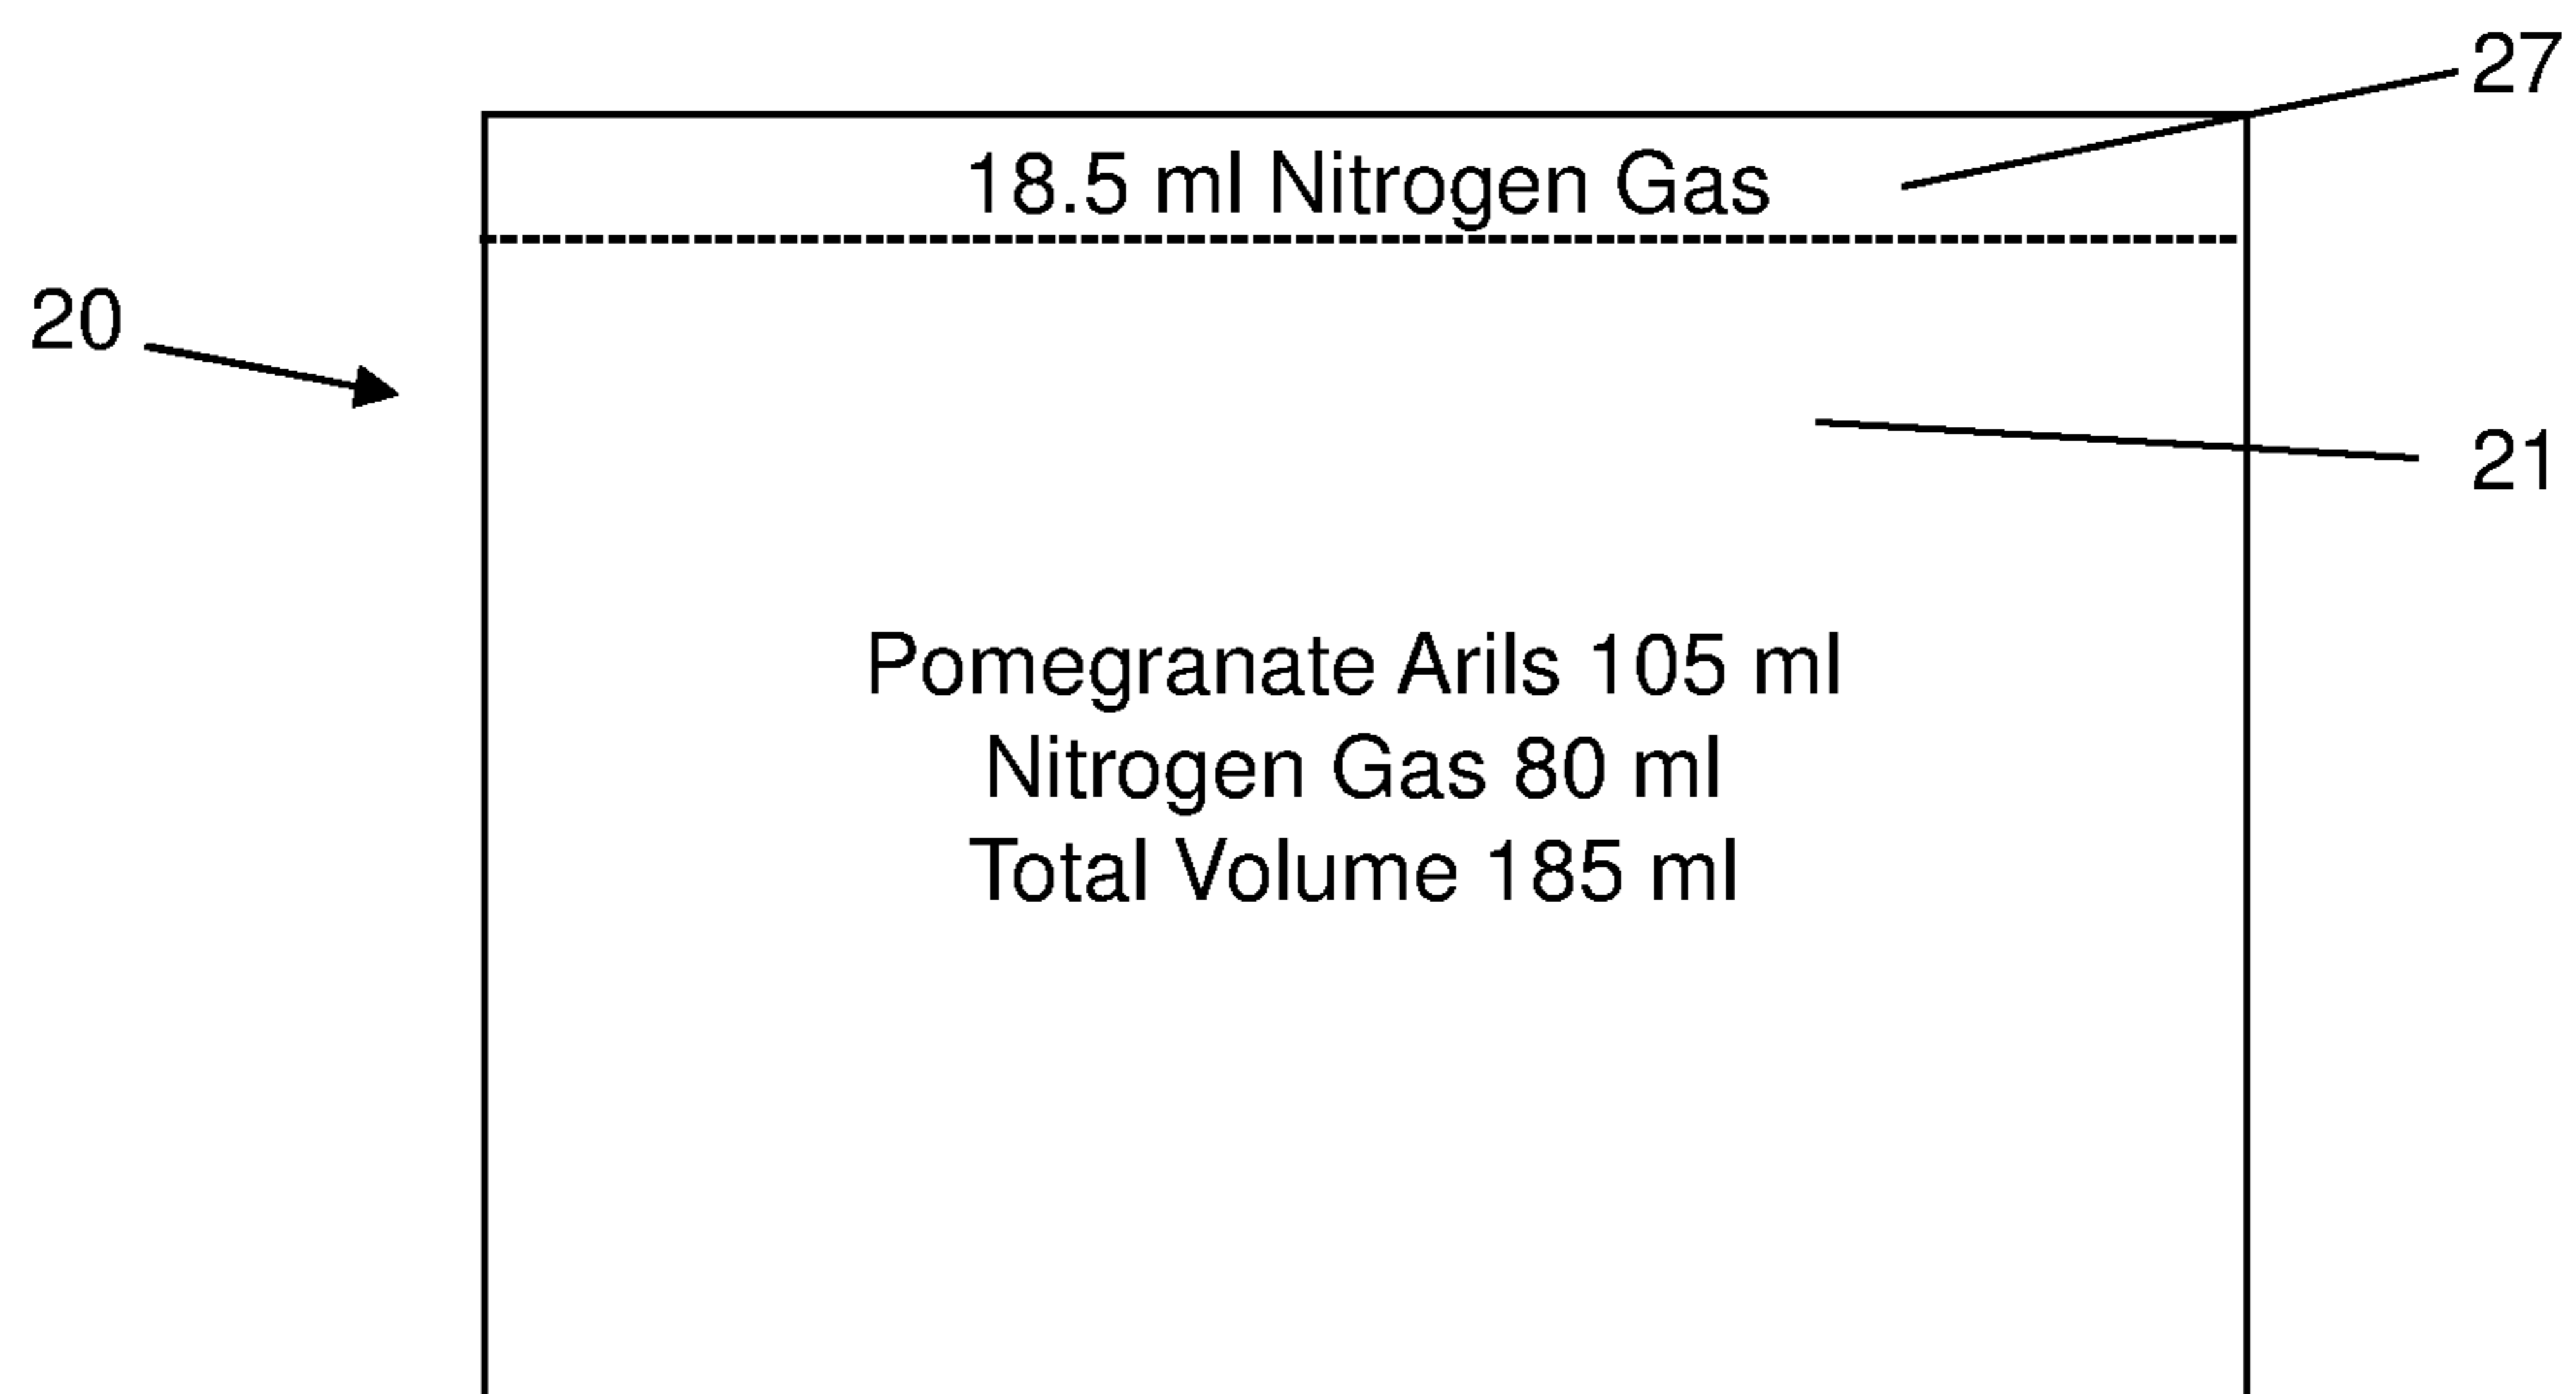 27
18.5 ml Nitrogen Gas
20
21
Pomegranate Arils 105 ml
Nitrogen Gas 80 ml
Total Volume 185 ml